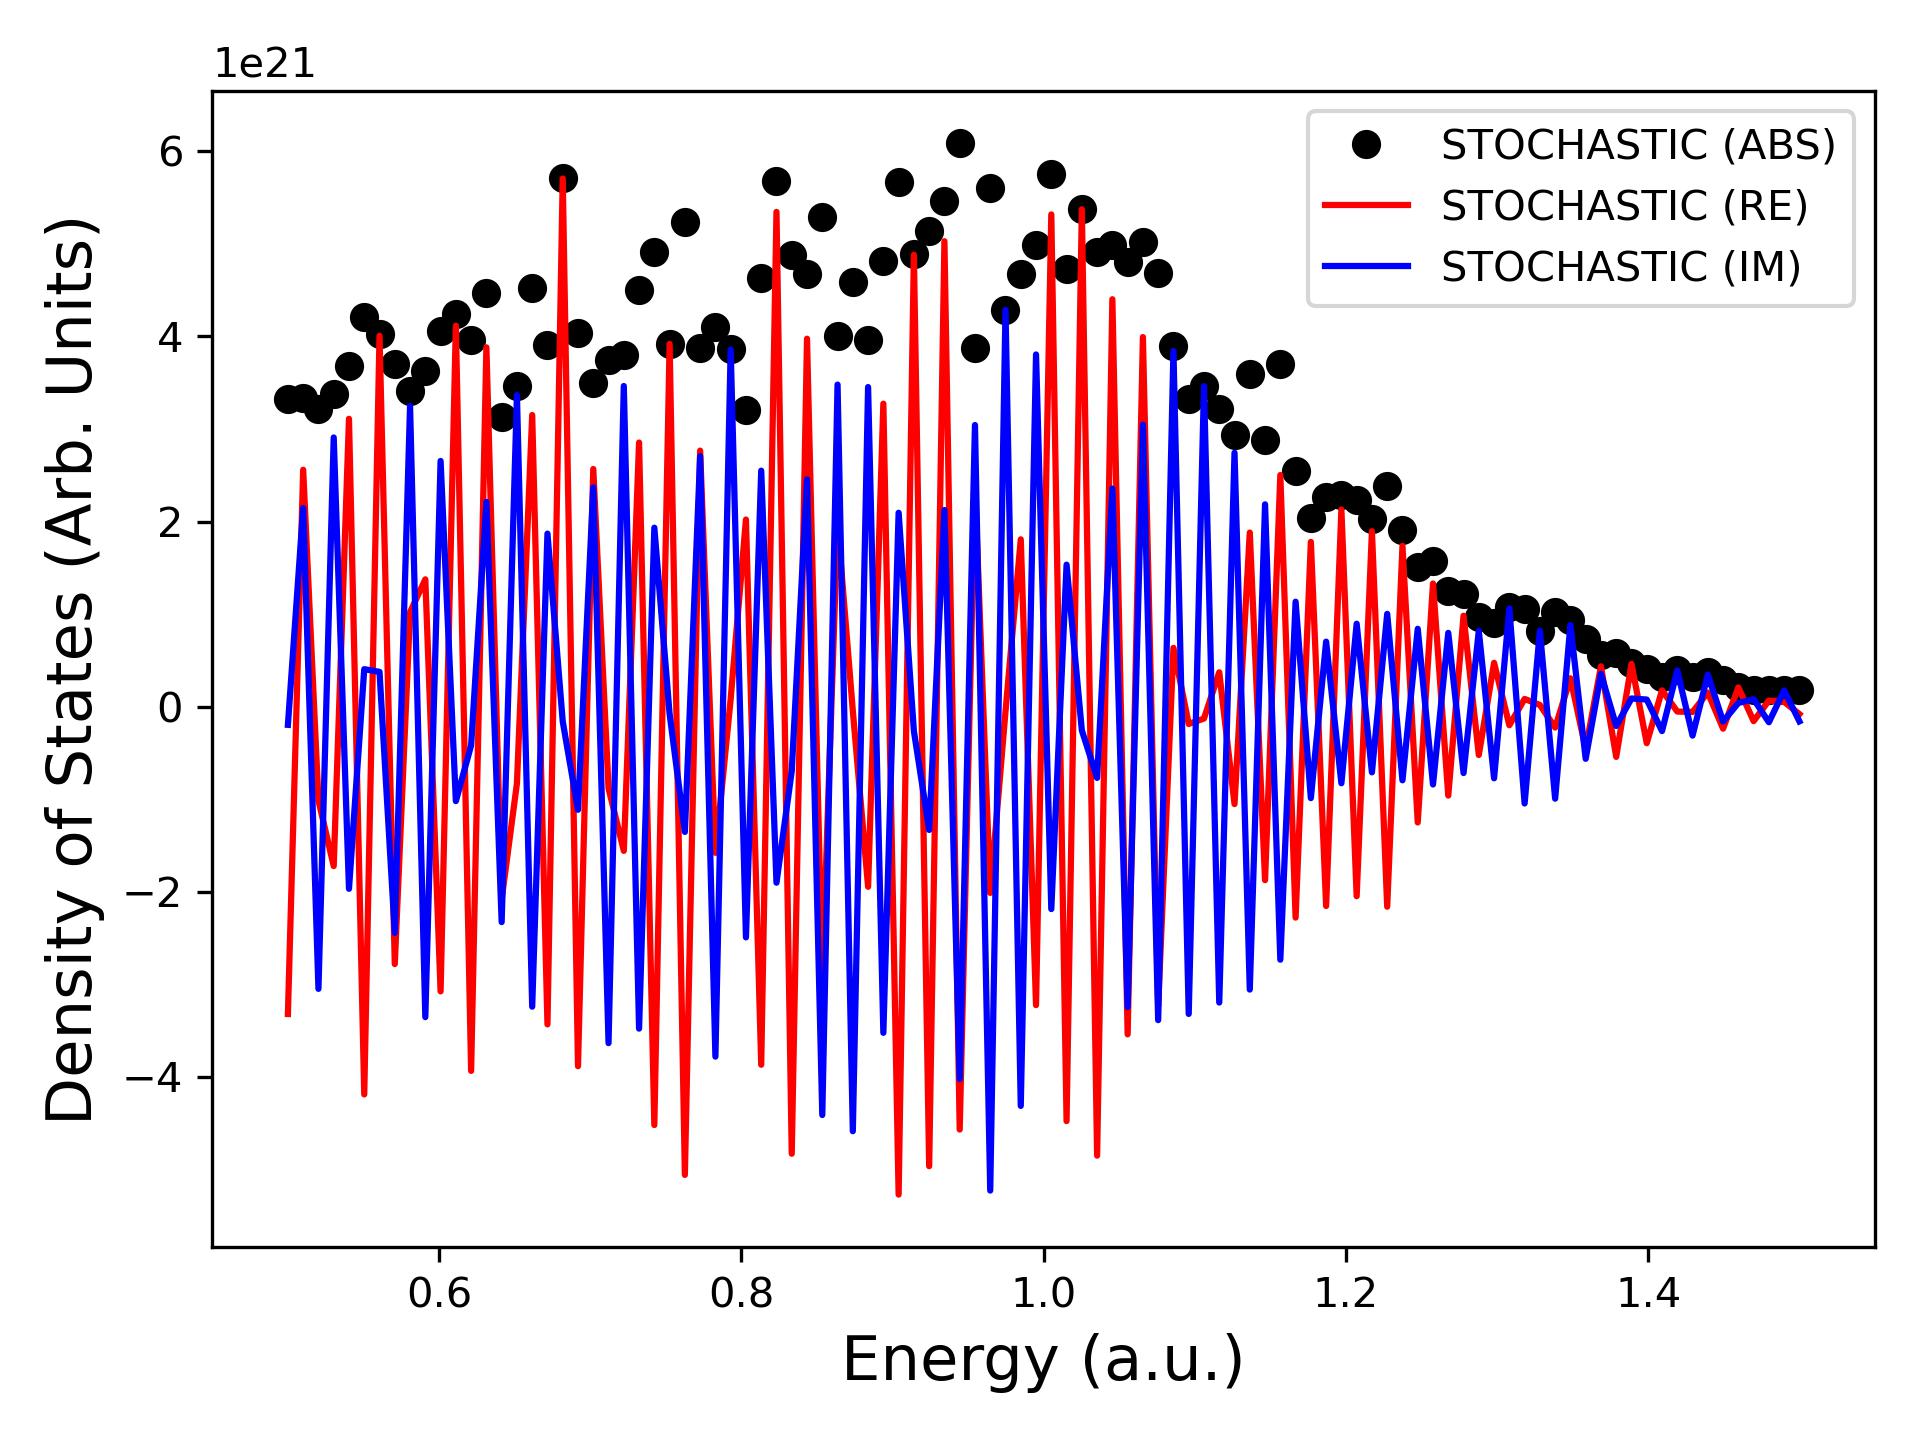 1e21
6
4
2
0
−2
−4
Density of States (Arb. Units)
STOCHASTIC (ABS)
STOCHASTIC (RE)
STOCHASTIC (IM)
0.6 0.8 1.0 1.2 1.4
Energy (a.u.)